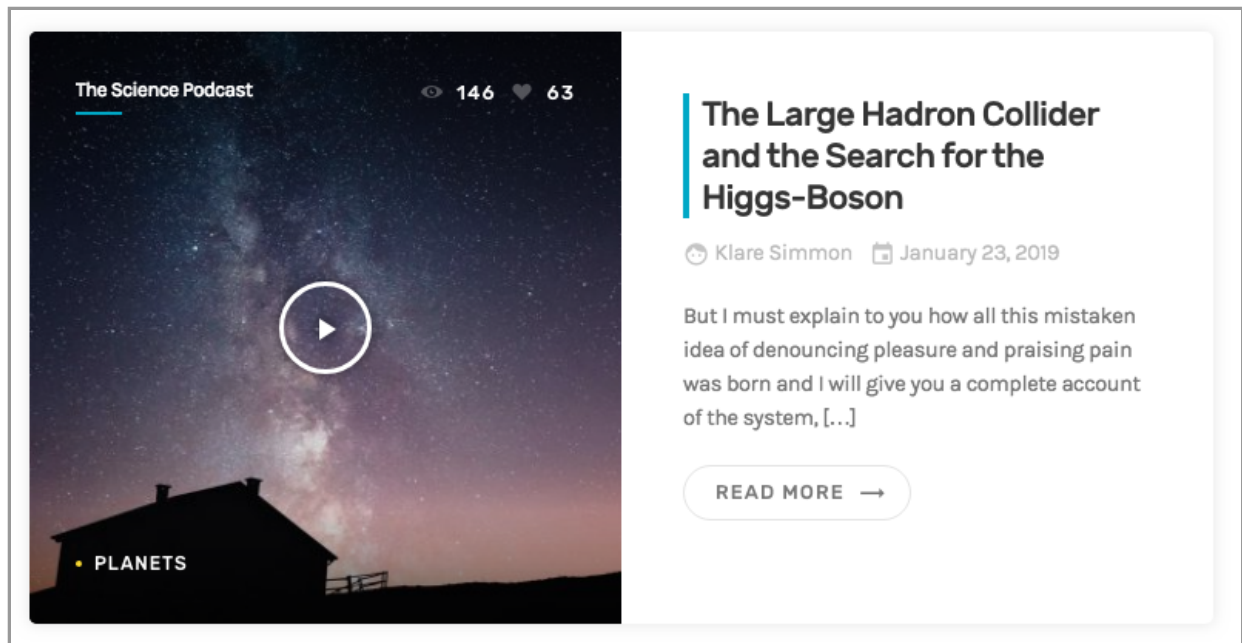 The Science Podcast
146 63
PLANETS
The Large Hadron Collider
and the Search for the
Higgs-Boson
Klare Simmon January 23, 2019
But I must explain to you how all this mistaken
idea of denouncing pleasure and praising pain
was born and I will give you a complete account
of the system, […]
READ MORE →